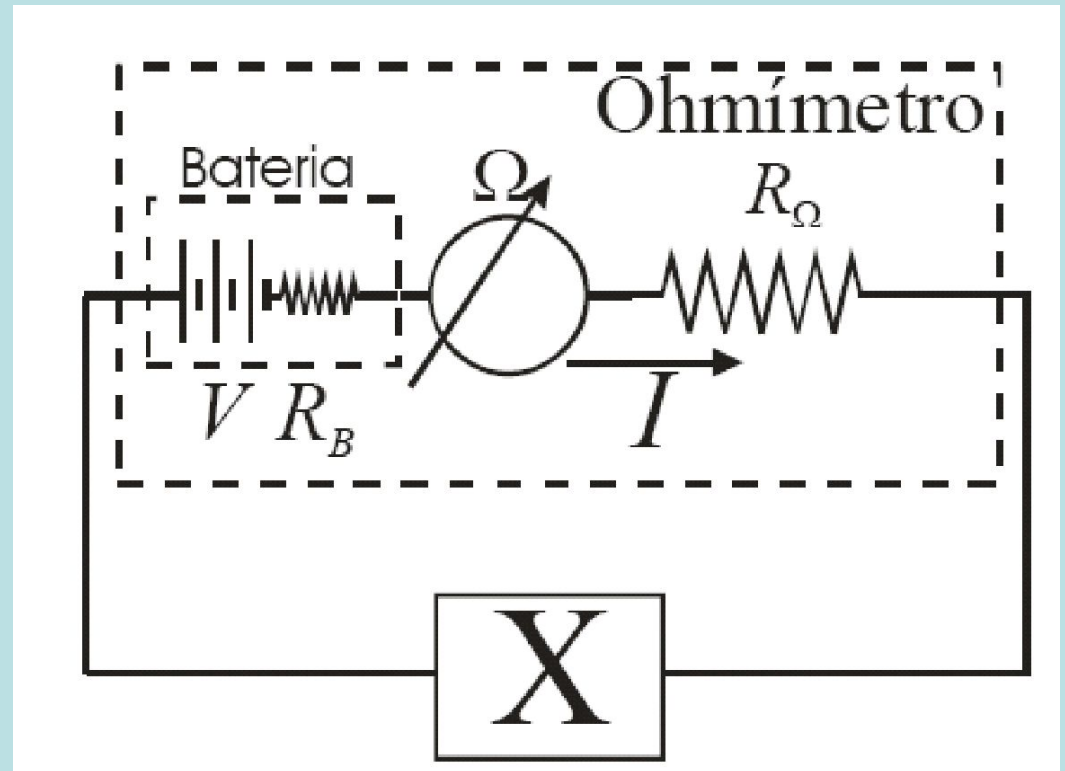 Ohmímetro
Bateria
Ω
R_Ω
V R_B
I
X